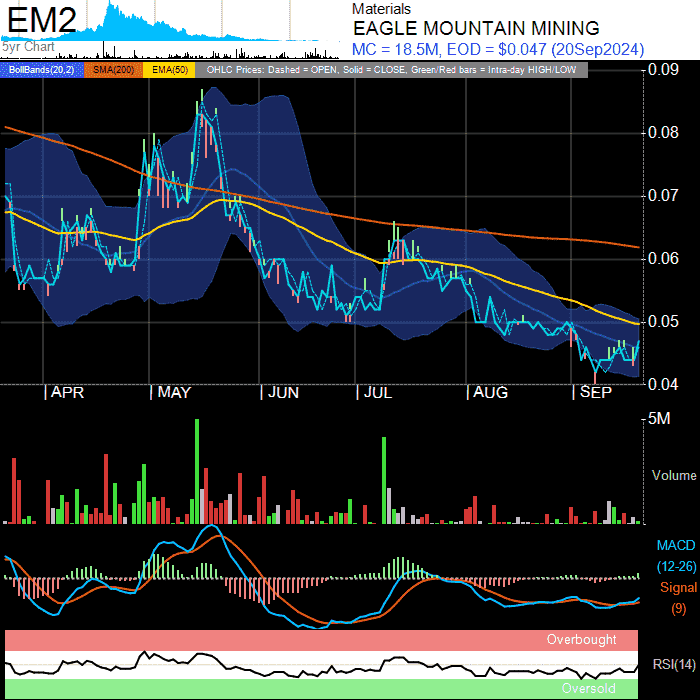 EM2
5yr Chart
Materials
EAGLE MOUNTAIN MINING
MC = 18.5M, EOD = $0.047 (20Sep2024)
BollBands(20,2) SMA(200) EMA(50) OHLC Prices: Dashed = OPEN, Solid = CLOSE, Green/Red bars = Intra-day HIGH/LOW
0.09
0.08
0.07
0.06
0.05
0.04
APR MAY JUN JUL AUG SEP
5M
Volume
MACD
(12-26)
Signal
(9)
Overbought
RSI(14)
Oversold